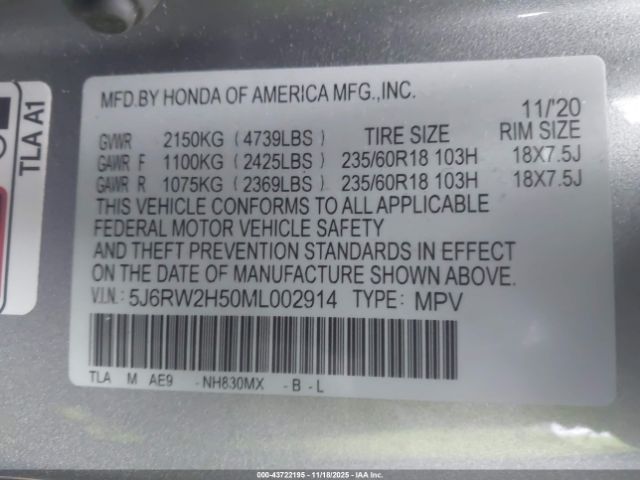 MFD.BY HONDA OF AMERICA MFG.,INC.
11/'20
GVWR 2150KG (4739LBS) TIRE SIZE RIM SIZE
GAWR F 1100KG (2425LBS) 235/60R18 103H 18X7.5J
GAWR R 1075KG (2369LBS) 235/60R18 103H 18X7.5J
THIS VEHICLE CONFORMS TO ALL APPLICABLE
FEDERAL MOTOR VEHICLE SAFETY
AND THEFT PREVENTION STANDARDS IN EFFECT
ON THE DATE OF MANUFACTURE SHOWN ABOVE.
V.I.N.: 5J6RW2H50ML002914 TYPE: MPV
TLA M AE9 -NH830MX -B-L
TLA A1
000-43722195 - 11/18/2025 - IAA Inc.